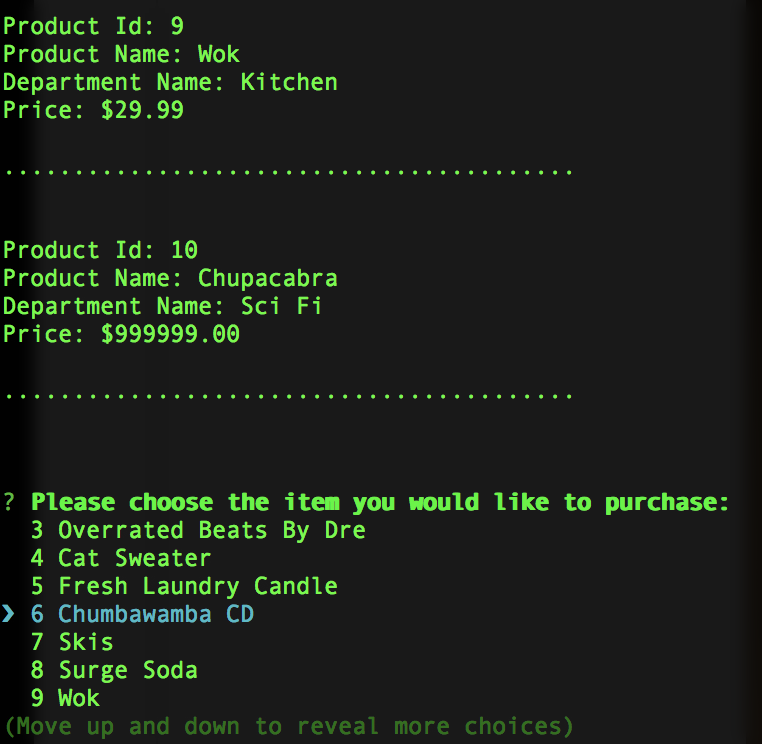 Product Id: 9
Product Name: Wok
Department Name: Kitchen
Price: $29.99
.........................................
Product Id: 10
Product Name: Chupacabra
Department Name: Sci Fi
Price: $999999.00
.........................................
? Please choose the item you would like to purchase:
3 Overrated Beats By Dre
4 Cat Sweater
5 Fresh Laundry Candle
❯ 6 Chumbawamba CD
7 Skis
8 Surge Soda
9 Wok
(Move up and down to reveal more choices)